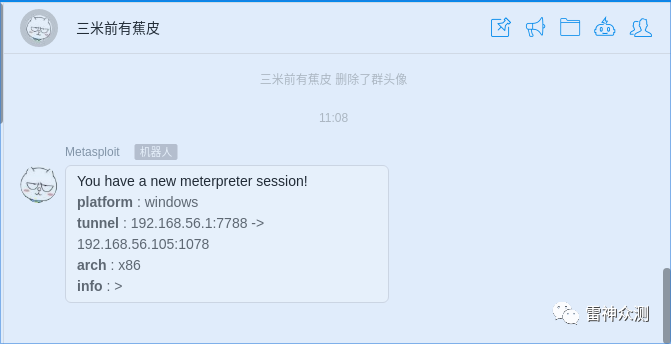 三米前有蕉皮
三米前有蕉皮 删除了群头像
11:08
Metasploit 机器人
You have a new meterpreter session!
platform : windows
tunnel : 192.168.56.1:7788 ->
192.168.56.105:1078
arch : x86
info : >
雷神众测